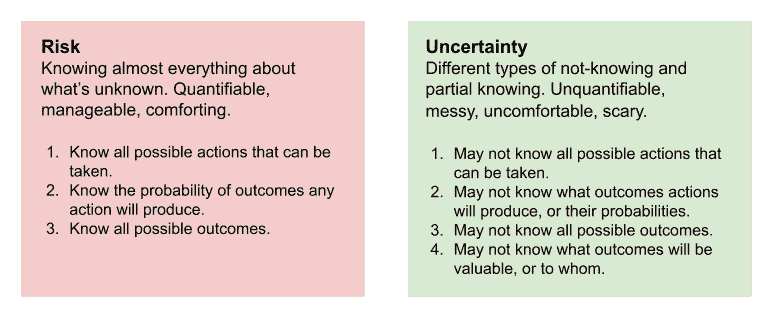 Risk
Knowing almost everything about
what's unknown. Quantifiable,
manageable, comforting.
1. Know all possible actions that can be
taken.
2. Know the probability of outcomes any
action will produce.
3. Know all possible outcomes.
Uncertainty
Different types of not-knowing and
partial knowing. Unquantifiable,
messy, uncomfortable, scary.
1. May not know all possible actions that
can be taken.
2. May not know what outcomes actions
will produce, or their probabilities.
3. May not know all possible outcomes.
4. May not know what outcomes will be
valuable, or to whom.